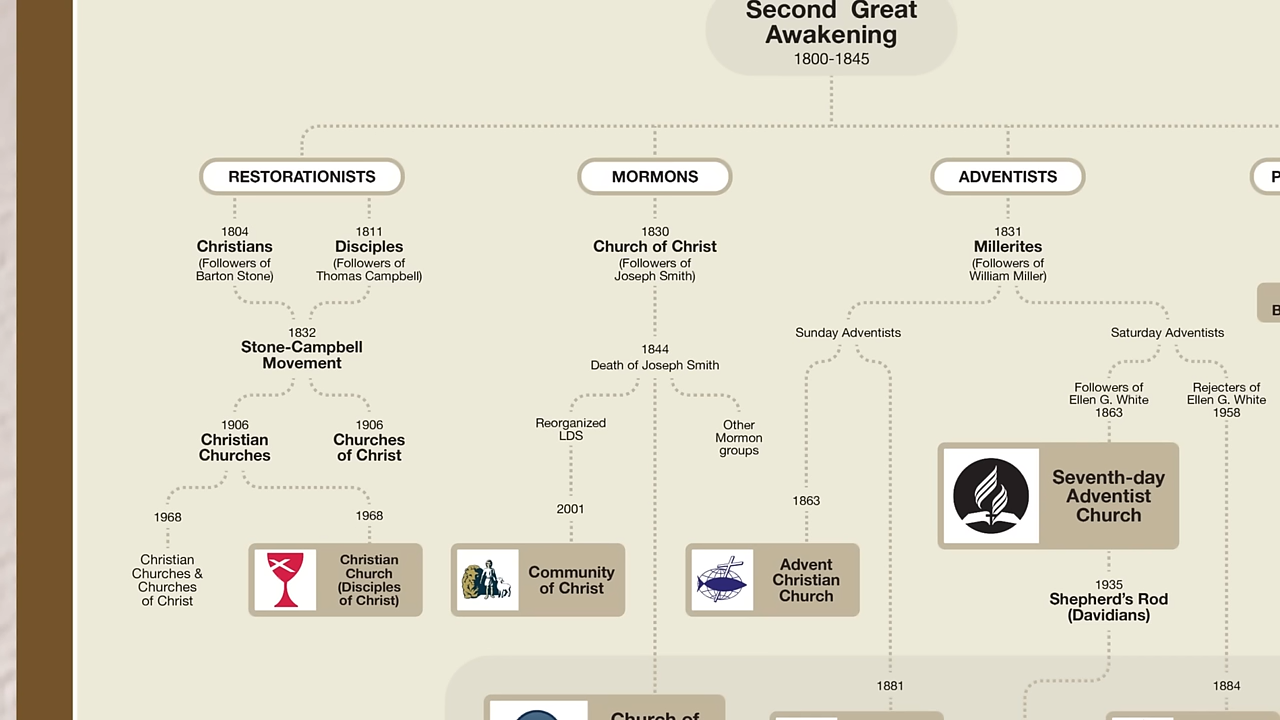 Second Great
Awakening
1800-1845
RESTORATIONISTS
MORMONS
ADVENTISTS
P
1804
Christians
(Followers of
Barton Stone)
1811
Disciples
(Followers of
Thomas Campbell)
1830
Church of Christ
(Followers of
Joseph Smith)
1831
Millerites
(Followers of
William Miller)
B
1832
Stone-Campbell
Movement
1844
Death of Joseph Smith
Sunday Adventists
Saturday Adventists
Followers of
Ellen G. White
1863
Rejecters of
Ellen G. White
1958
1906
Christian
Churches
1906
Churches
of Christ
Reorganized
LDS
Other
Mormon
groups
Seventh-day
Adventist
Church
1968
Christian
Churches &
Churches
of Christ
1968
Christian
Church
(Disciples
of Christ)
2001
Community
of Christ
1863
Advent
Christian
Church
1935
Shepherd's Rod
(Davidians)
1881
1884
Church of